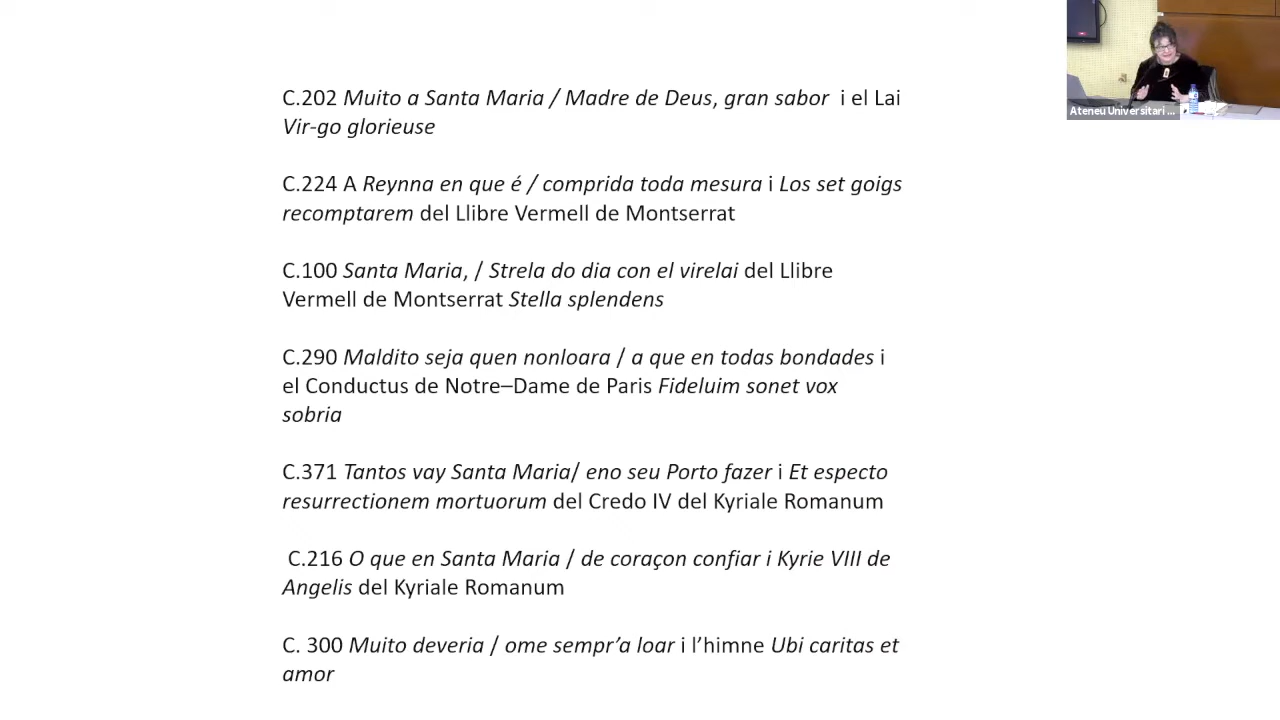 C.202 Muito a Santa Maria / Madre de Deus, gran sabor i el Lai
Vir-go glorieuse
C.224 A Reynna en que é / comprida toda mesura i Los set goigs
recomptarem del Llibre Vermell de Montserrat
C.100 Santa Maria, / Strela do dia con el virelai del Llibre
Vermell de Montserrat Stella splendens
C.290 Maldito seja quen nonloara / a que en todas bondades i
el Conductus de Notre–Dame de Paris Fideluim sonet vox
sobria
C.371 Tantos vay Santa Maria/ eno seu Porto fazer i Et especto
resurrectionem mortuorum del Credo IV del Kyriale Romanum
C.216 O que en Santa Maria / de coraçon confiar i Kyrie VIII de
Angelis del Kyriale Romanum
C. 300 Muito deveria / ome sempr’a loar i l’himne Ubi caritas et
amor
Ateneu Universitari ...